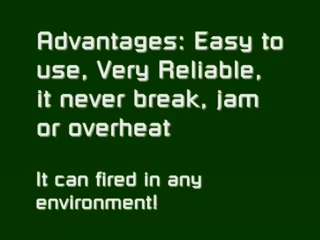 Advantages: Easy to
use, Very Reliable,
it never break, jam
or overheat
It can fired in any
environment!